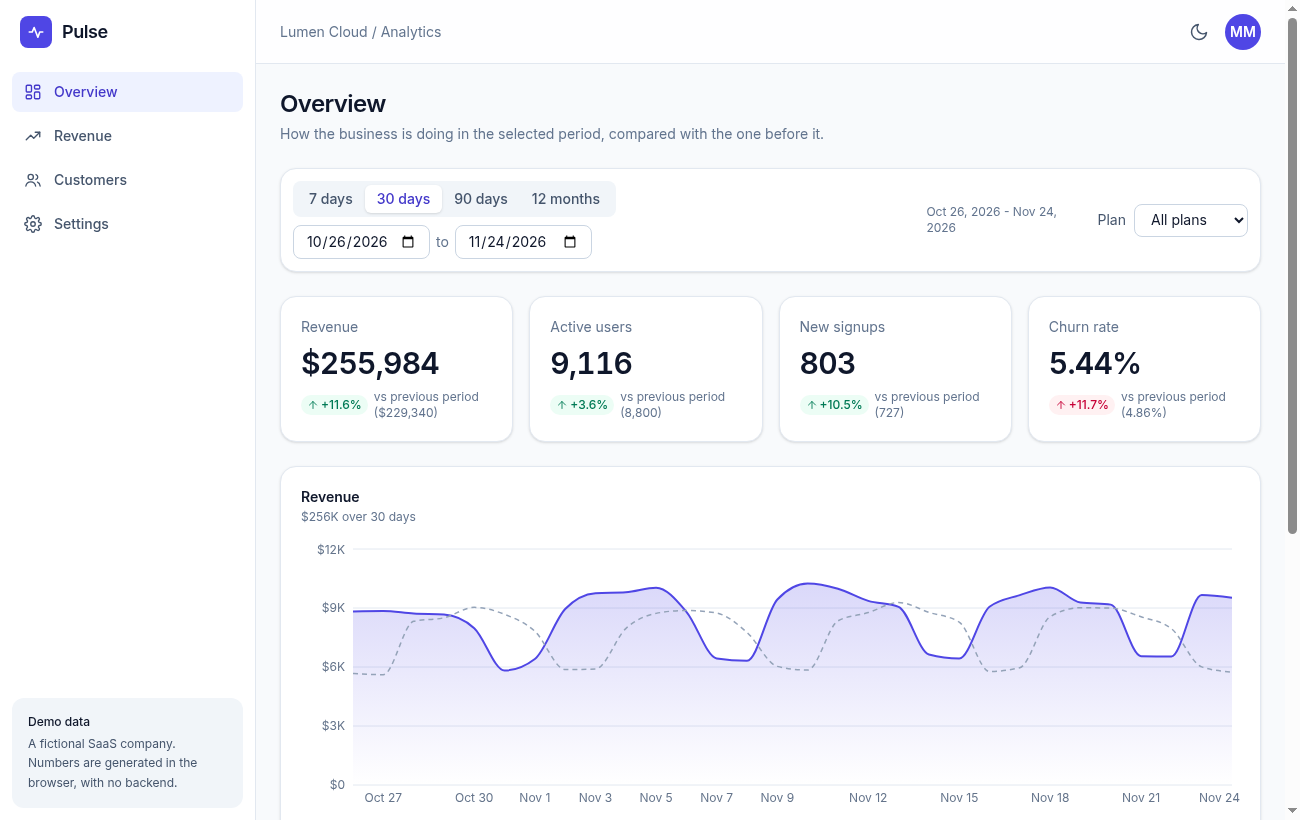 Pulse
Lumen Cloud / Analytics
MM
Overview
Revenue
Customers
Settings
Overview
How the business is doing in the selected period, compared with the one before it.
7 days
30 days
90 days
12 months
10/26/2026
to
11/24/2026
Oct 26, 2026 - Nov 24,
2026
Plan
All plans
Revenue
$255,984
↑ +11.6%
vs previous period
($229,340)
Active users
9,116
↑ +3.6%
vs previous period
(8,800)
New signups
803
↑ +10.5%
vs previous period
(727)
Churn rate
5.44%
↑ +11.7%
vs previous period
(4.86%)
Revenue
$256K over 30 days
$12K
$9K
$6K
$3K
$0
Oct 27
Oct 30
Nov 1
Nov 3
Nov 5
Nov 7
Nov 9
Nov 12
Nov 15
Nov 18
Nov 21
Nov 24
Demo data
A fictional SaaS company.
Numbers are generated in the
browser, with no backend.